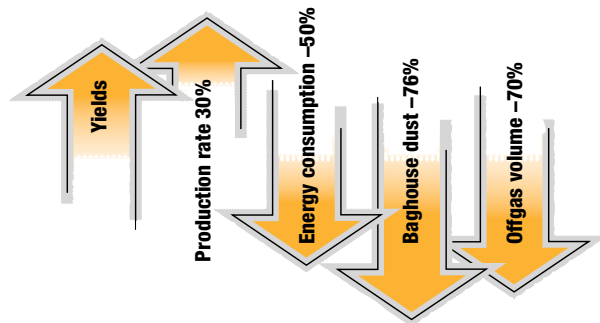 Yields
Production rate 30%
Energy consumption –50%
Baghouse dust –76%
Offgas volume –70%